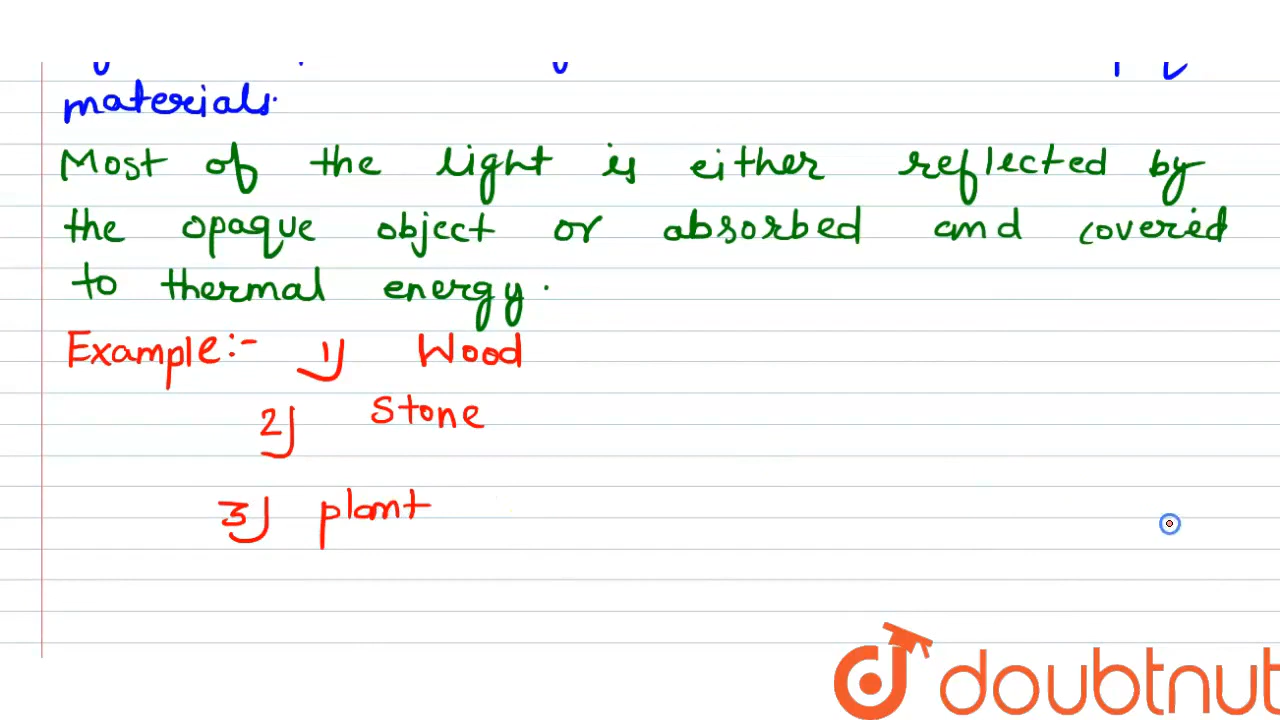 materials.
Most of the light is either reflected by
the opaque object or absorbed and covered
to thermal energy.
Example:- 1) Wood
2) Stone
3) plant
doubtnut